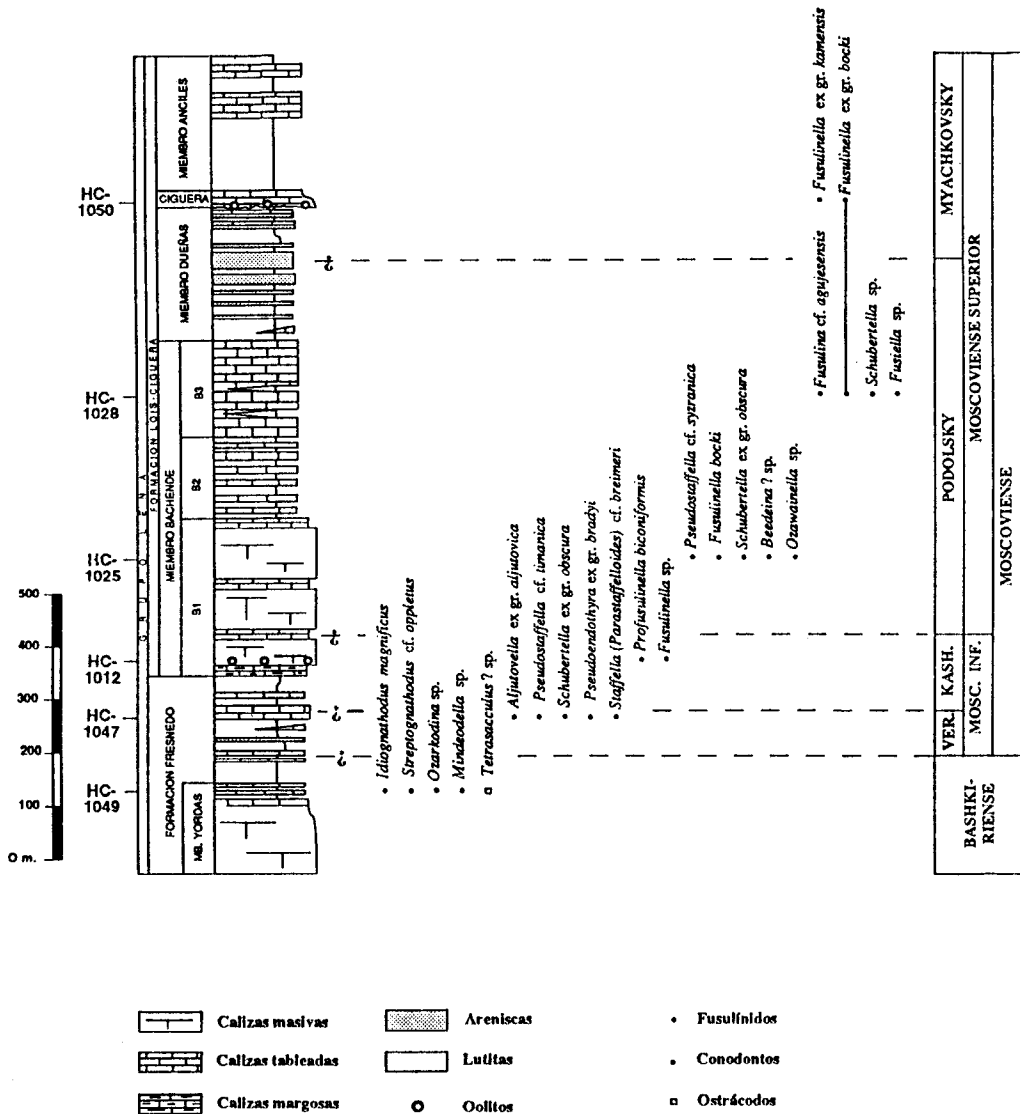 HC-
1050
HC-
1028
HC-
1025
HC-
1012
HC-
1047
HC-
1049
500
400
300
200
100
0 m.
GRUPO LENA
FORMACION LOIS-CIGUERA
MIEMBRO ANCILES
CIGUERA
MIEMBRO DUEÑAS
MIEMBRO BACHENDE
B3
B2
B1
FORMACION FRESNEDO
MB. YORDAS
¿
¿
¿
¿
• Idiognathodus magnificus
• Streptognathodus cf. oppletus
• Ozarkodina sp.
• Mindeodella sp.
▫ Tetrasacculus ? sp.
• Aljutovella ex gr. aljutovica
• Pseudostaffella cf. timanica
• Schubertella ex gr. obscura
• Pseudoendothyra ex gr. bradyi
• Staffella (Parastaffelloides) cf. breimeri
• Profusulinella biconiformis
• Fusulinella sp.
• Pseudostaffella cf. syzranica
• Fusulinella bocki
• Schubertella ex gr. obscura
• Beedeina ? sp.
• Ozawainella sp.
• Fusulina cf. agujesensis
• Fusulinella ex gr. kamensis
• Fusulinella ex gr. bocki
• Schubertella sp.
• Fusiella sp.
MYACHKOVSKY
PODOLSKY
KASH.
VER.
MOSCOVIENSE SUPERIOR
MOSC. INF.
MOSCOVIENSE
BASHKI-
RIENSE
Calizas masivas
Areniscas
• Fusulínidos
Calizas tableadas
Lutitas
• Conodontos
Calizas margosas
Oolitos
▫ Ostrácodos